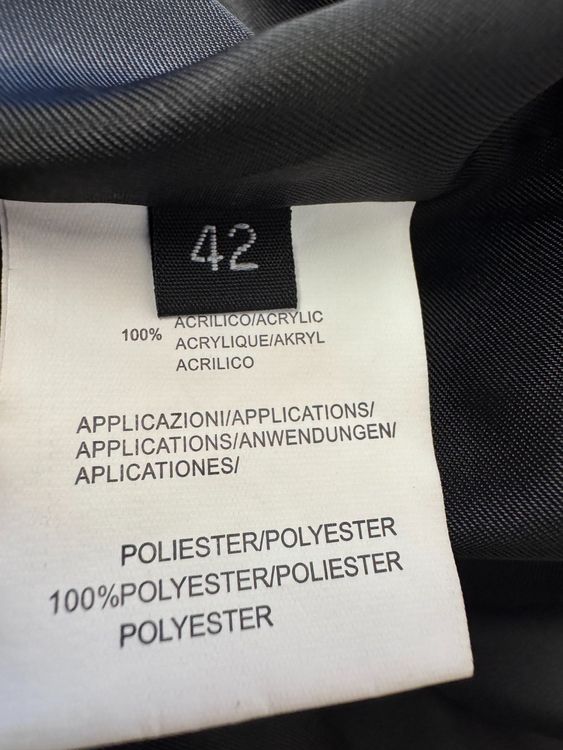 42
100% ACRILICO/ACRYLIC
ACRYLIQUE/AKRYL
ACRILICO
APPLICAZIONI/APPLICATIONS/
APPLICATIONS/ANWENDUNGEN/
APLICATIONES/
POLIESTER/POLYESTER
100%POLYESTER/POLIESTER
POLYESTER